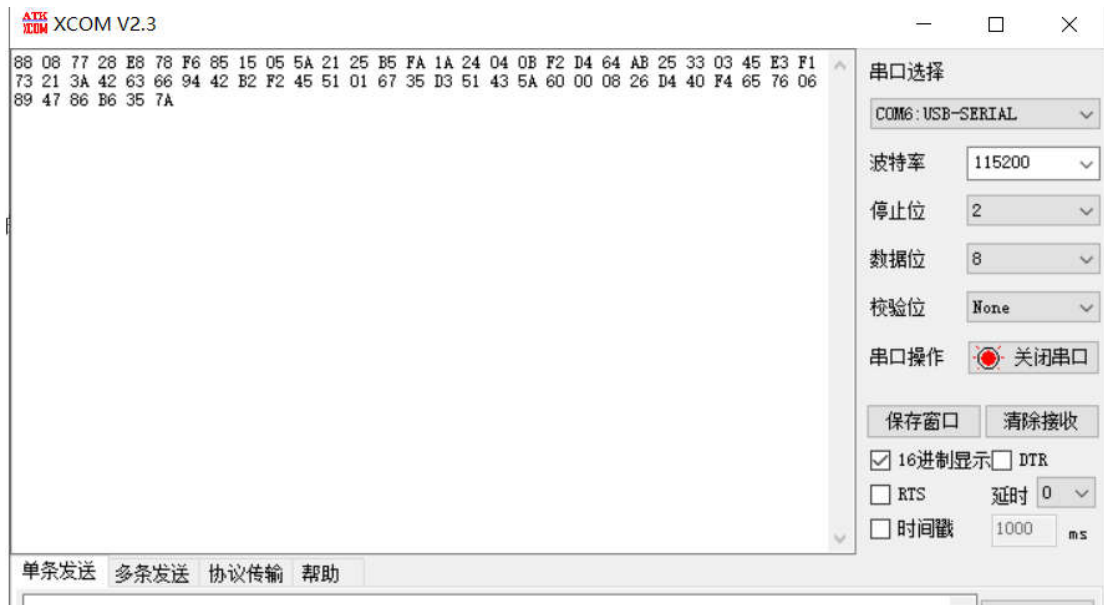 ATK XCOM XCOM V2.3
88 08 77 28 E8 78 F6 85 15 05 5A 21 25 B5 FA 1A 24 04 0B F2 D4 64 AB 25 33 03 45 E3 F1
73 21 3A 42 63 66 94 42 B2 F2 45 51 01 67 35 D3 51 43 5A 60 00 08 26 D4 40 F4 65 76 06
89 47 86 B6 35 7A
串口选择
COM6:USB-SERIAL
波特率 115200
停止位 2
数据位 8
校验位 None
串口操作 关闭串口
保存窗口 清除接收
16进制显示 DTR
RTS 延时 0
时间戳 1000 ms
单条发送 多条发送 协议传输 帮助